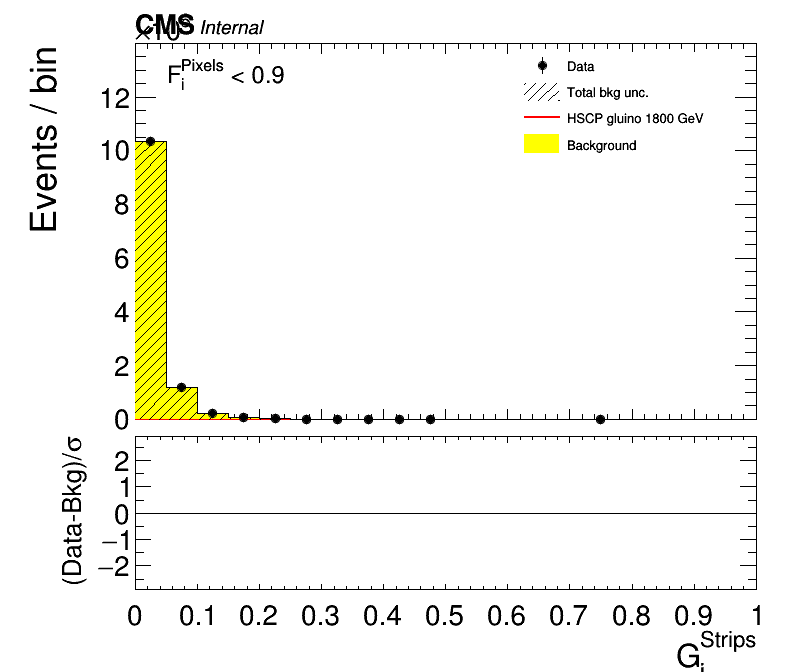 CMS Internal
F_i^Pixels < 0.9
Data
Total bkg unc.
HSCP gluino 1800 GeV
Background
Events / bin
12
10
8
6
4
2
0
(Data-Bkg)/σ
2
1
0
−1
−2
0 0.1 0.2 0.3 0.4 0.5 0.6 0.7 0.8 0.9 1
G_i^Strips